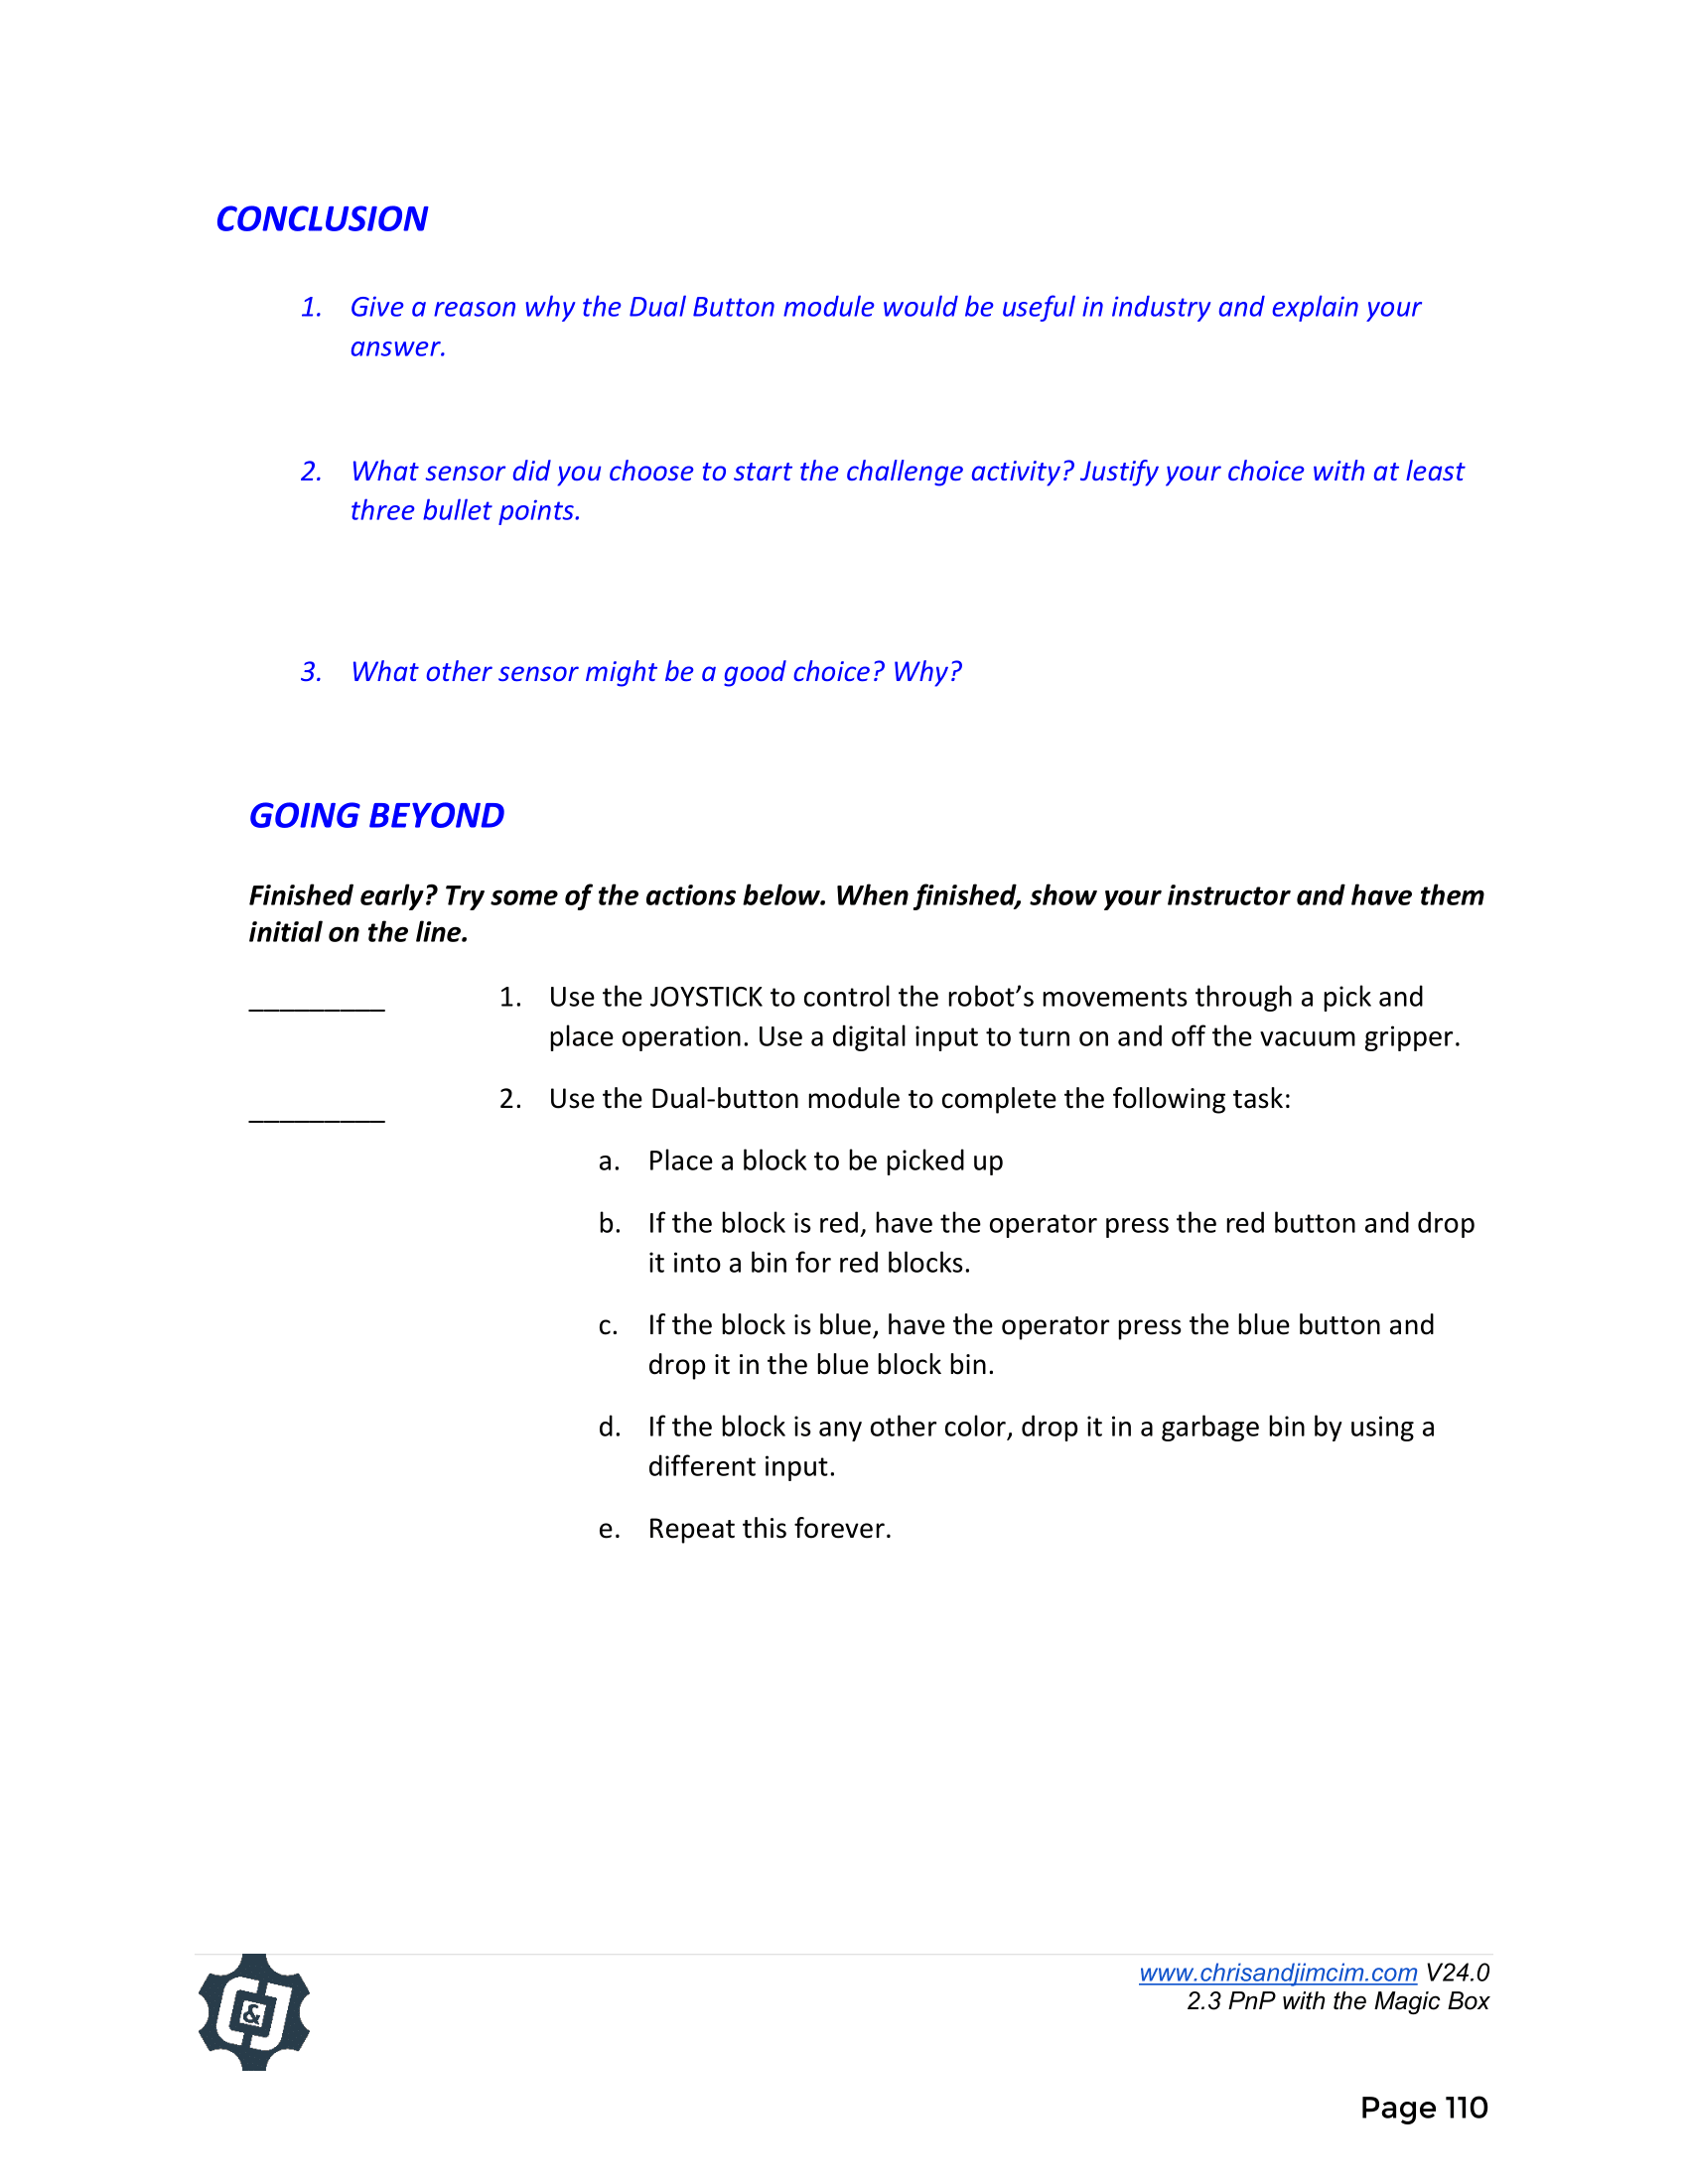 CONCLUSION
1. Give a reason why the Dual Button module would be useful in industry and explain your
answer.
2. What sensor did you choose to start the challenge activity? Justify your choice with at least
three bullet points.
3. What other sensor might be a good choice? Why?
GOING BEYOND
Finished early? Try some of the actions below. When finished, show your instructor and have them
initial on the line.
_________ 1. Use the JOYSTICK to control the robot’s movements through a pick and
place operation. Use a digital input to turn on and off the vacuum gripper.
_________ 2. Use the Dual-button module to complete the following task:
a. Place a block to be picked up
b. If the block is red, have the operator press the red button and drop
it into a bin for red blocks.
c. If the block is blue, have the operator press the blue button and
drop it in the blue block bin.
d. If the block is any other color, drop it in a garbage bin by using a
different input.
e. Repeat this forever.
&
www.chrisandjimcim.com V24.0
2.3 PnP with the Magic Box
Page 110